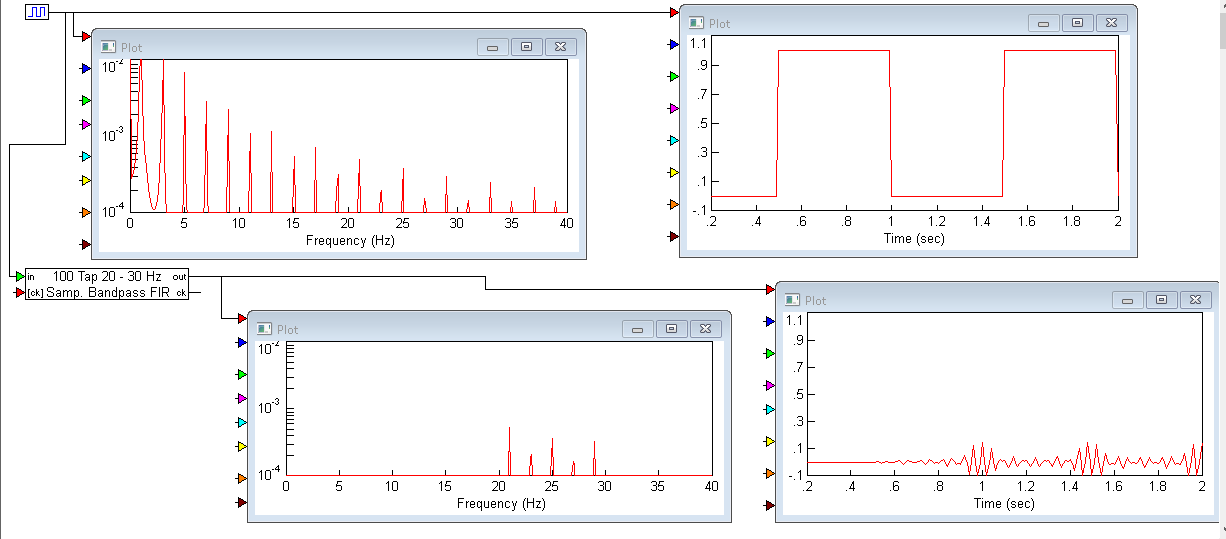 Plot
10-2
10-3
10-4
0 5 10 15 20 25 30 35 40
Frequency (Hz)
Plot
1.1
.9
.7
.5
.3
.1
-.1
.2 .4 .6 .8 1 1.2 1.4 1.6 1.8 2
Time (sec)
in 100 Tap 20 - 30 Hz out
[ck] Samp. Bandpass FIR ck
Plot
10-2
10-3
10-4
0 5 10 15 20 25 30 35 40
Frequency (Hz)
Plot
1.1
.9
.7
.5
.3
.1
-.1
.2 .4 .6 .8 1 1.2 1.4 1.6 1.8 2
Time (sec)